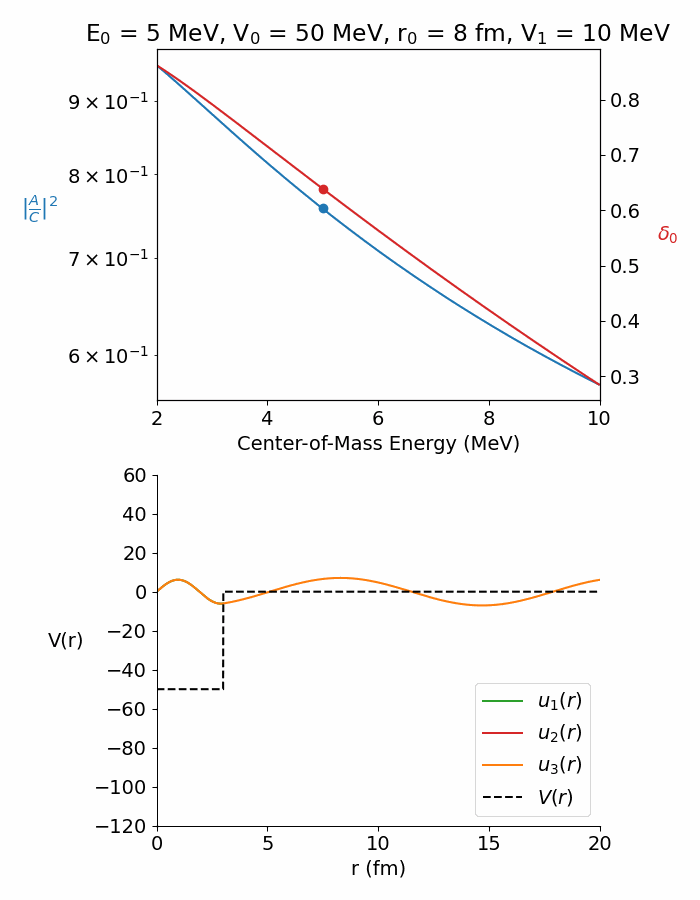 E₀ = 5 MeV, V₀ = 50 MeV, r₀ = 8 fm, V₁ = 10 MeV
9 × 10⁻¹
8 × 10⁻¹
7 × 10⁻¹
6 × 10⁻¹
|A/C|²
0.8
0.7
0.6
0.5
0.4
0.3
δ₀
2 4 6 8 10
Center-of-Mass Energy (MeV)
60
40
20
0
−20
−40
−60
−80
−100
−120
V(r)
u₁(r)
u₂(r)
u₃(r)
V(r)
0 5 10 15 20
r (fm)